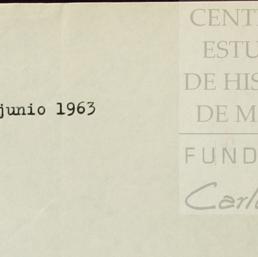 CENT
ESTU
DE HIS
DE M
FUND
Carl
junio 1963